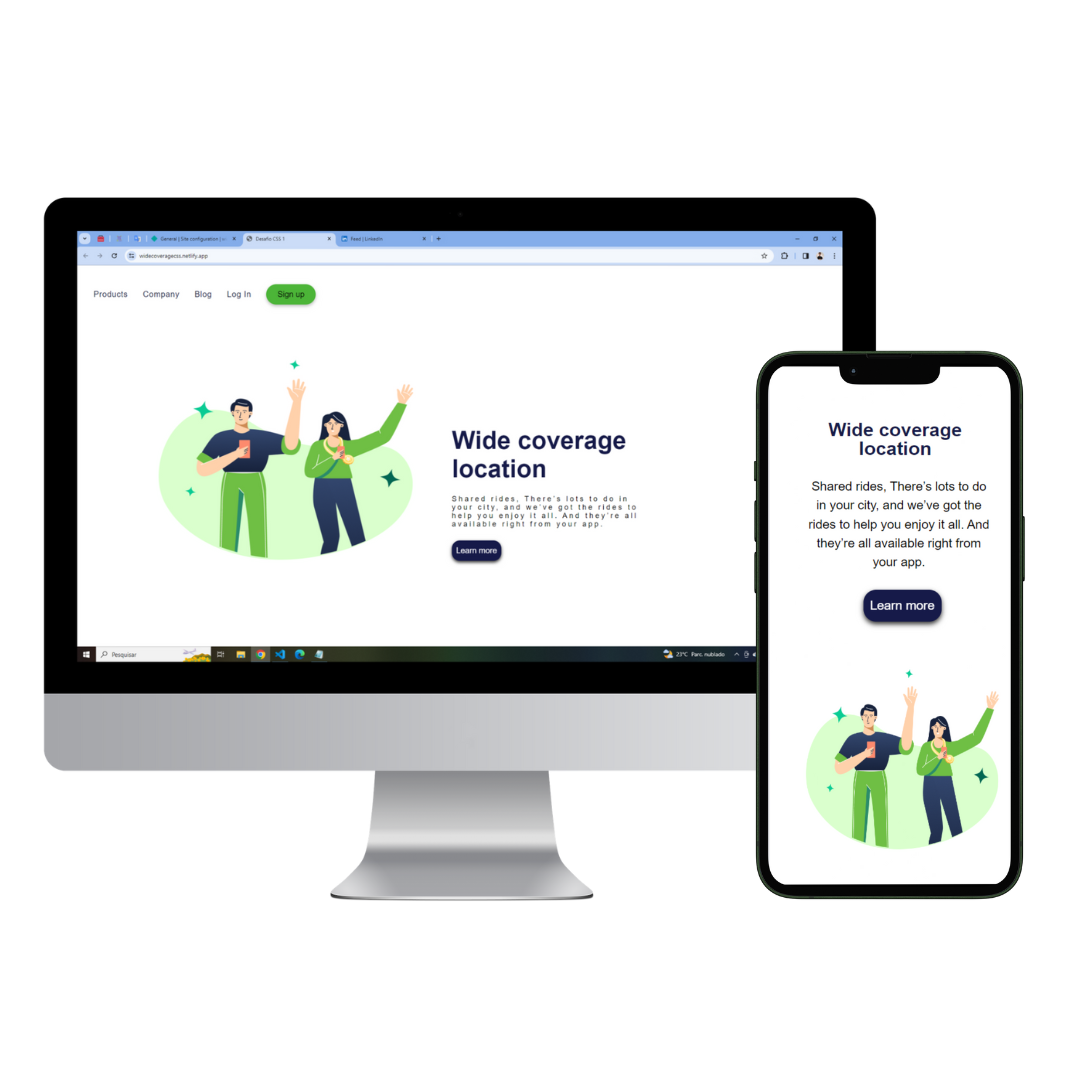 General | Site configuration | w
Desafio CSS 1
Feed | LinkedIn
widecoveragecss.netlify.app
Products Company Blog Log In Sign up
Wide coverage
location
Shared rides, There's lots to do in
your city, and we've got the rides to
help you enjoy it all. And they're all
available right from your app.
Learn more
Pesquisar
23°C Parc. nublado
Wide coverage
location
Shared rides, There's lots to do
in your city, and we've got the
rides to help you enjoy it all. And
they're all available right from
your app.
Learn more